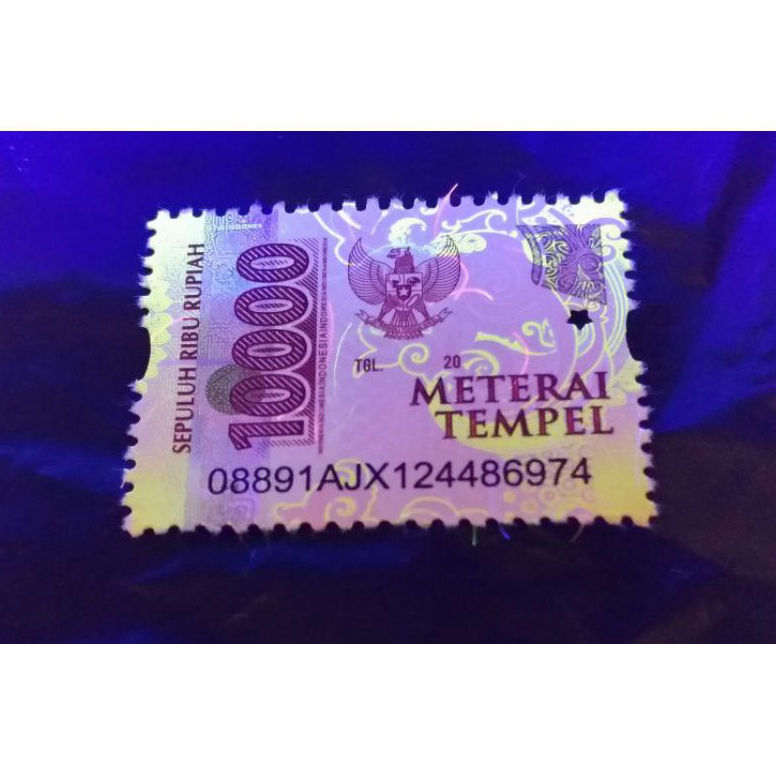 SEPULUH RIBU RUPIAH
10000
TGL. 20
METERAI
TEMPEL
08891AJX124486974